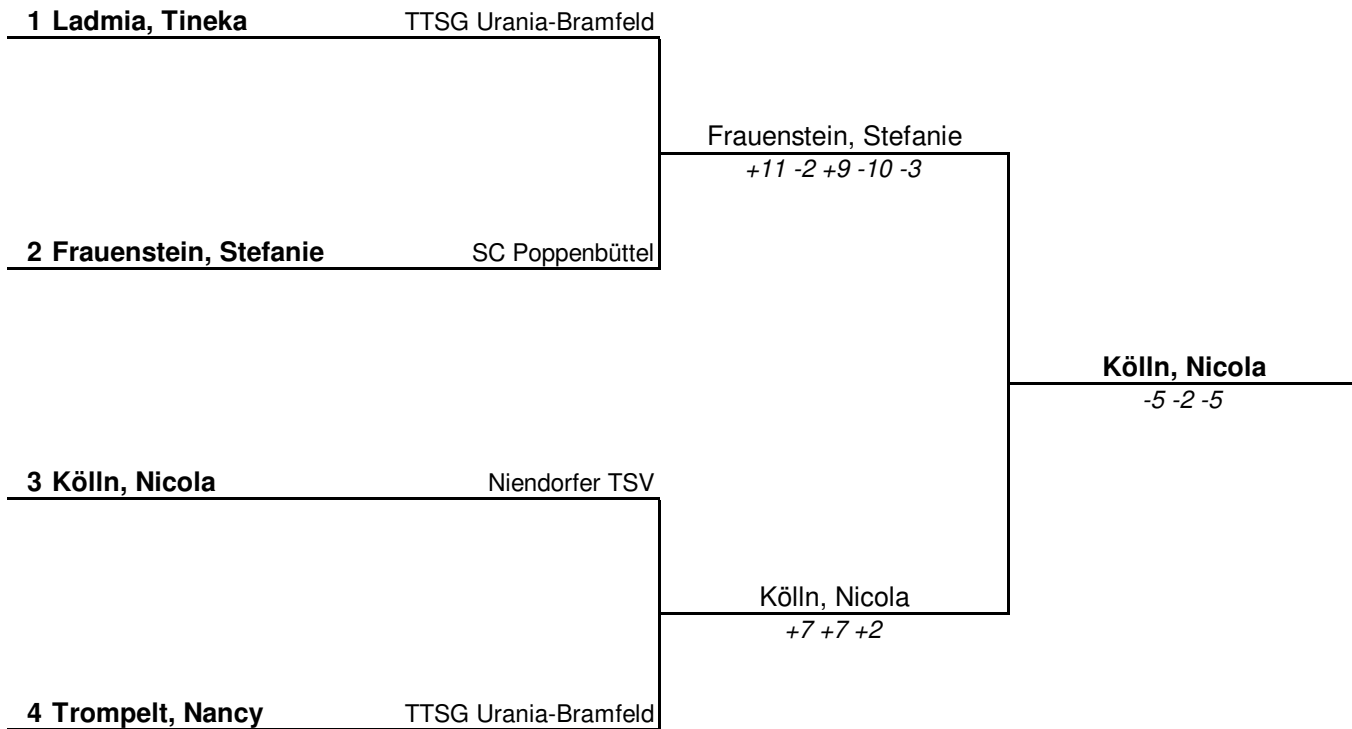 1 Ladmia, Tineka TTSG Urania-Bramfeld
Frauenstein, Stefanie
+11 -2 +9 -10 -3
2 Frauenstein, Stefanie SC Poppenbüttel
Kölln, Nicola
-5 -2 -5
3 Kölln, Nicola Niendorfer TSV
Kölln, Nicola
+7 +7 +2
4 Trompelt, Nancy TTSG Urania-Bramfeld